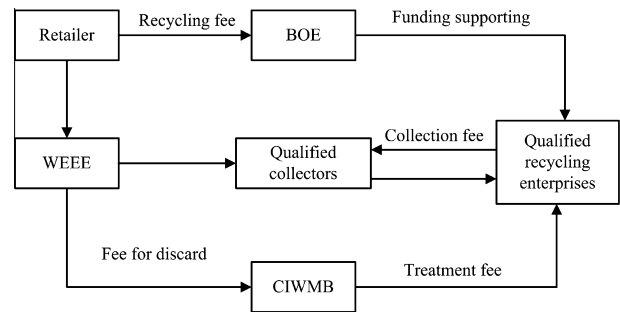 Recycling fee
Funding supporting
Retailer
BOE
Collection fee
Qualified
recycling
enterprises
WEEE
Qualified
collectors
Fee for discard
Treatment fee
CIWMB